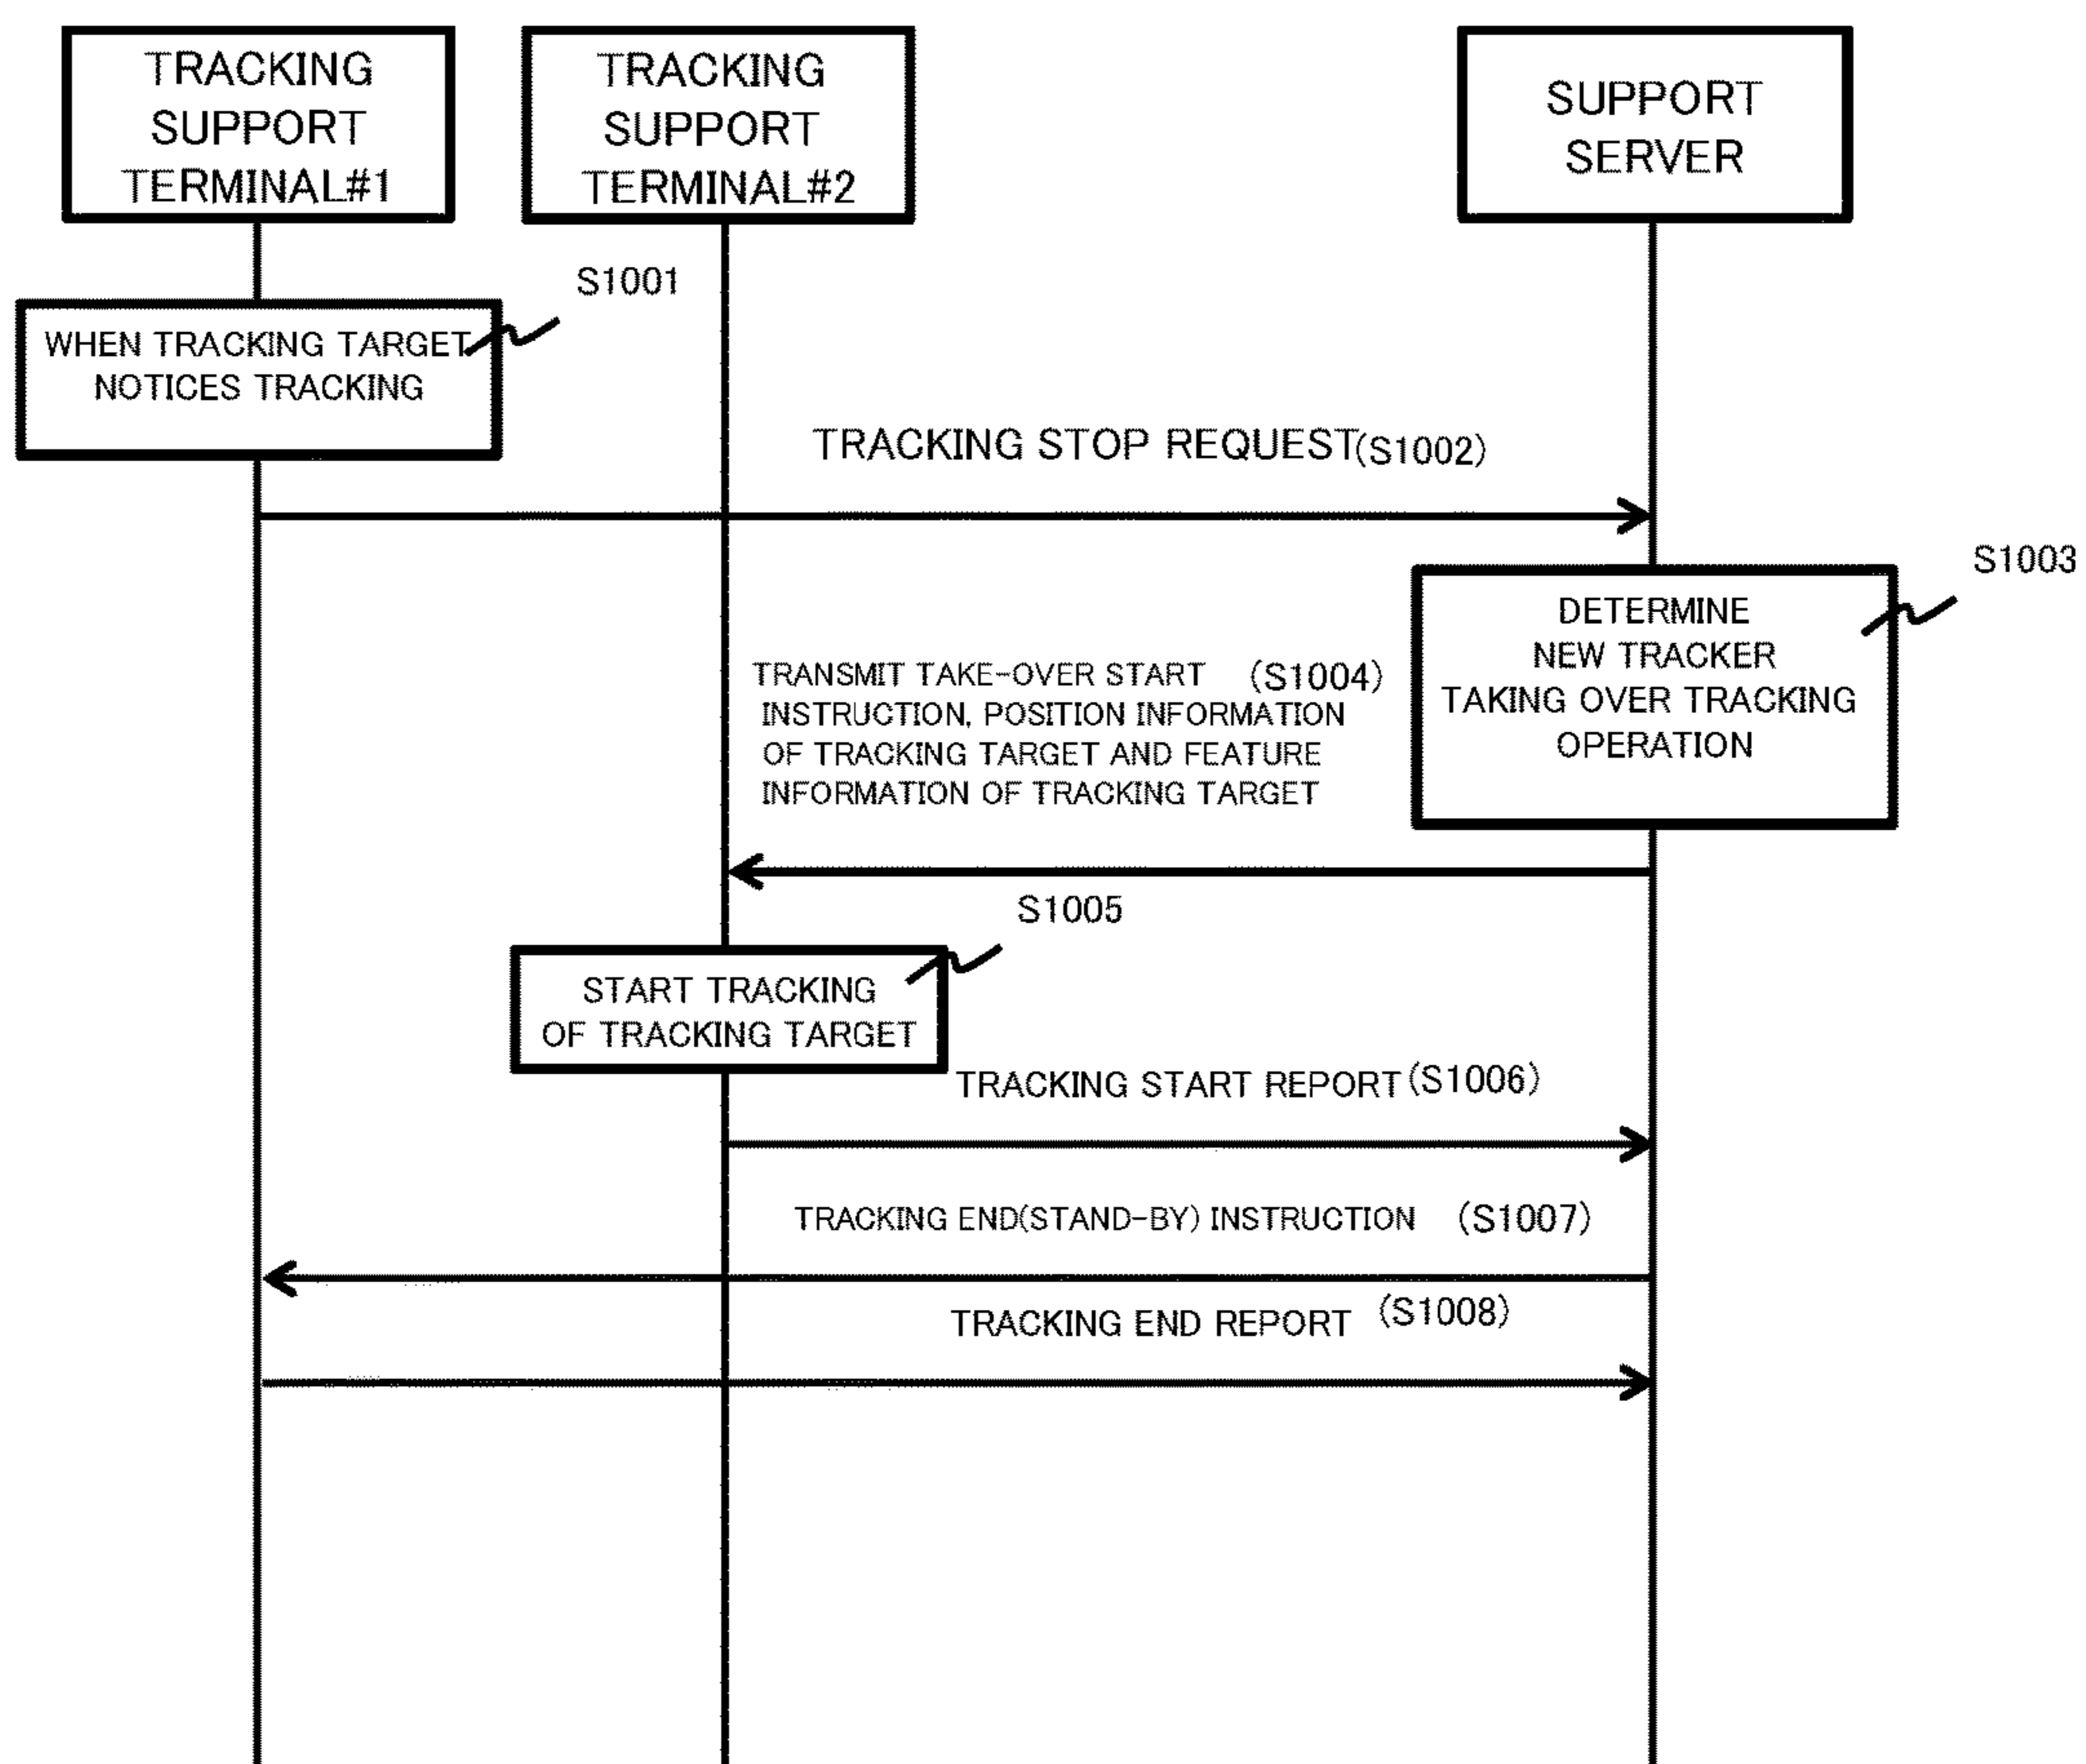 TRACKING
SUPPORT
TERMINAL#1
TRACKING
SUPPORT
TERMINAL#2
SUPPORT
SERVER
S1001
WHEN TRACKING TARGET
NOTICES TRACKING
TRACKING STOP REQUEST(S1002)
S1003
DETERMINE
NEW TRACKER
TAKING OVER TRACKING
OPERATION
TRANSMIT TAKE-OVER START (S1004)
INSTRUCTION, POSITION INFORMATION
OF TRACKING TARGET AND FEATURE
INFORMATION OF TRACKING TARGET
S1005
START TRACKING
OF TRACKING TARGET
TRACKING START REPORT(S1006)
TRACKING END(STAND-BY) INSTRUCTION (S1007)
TRACKING END REPORT (S1008)